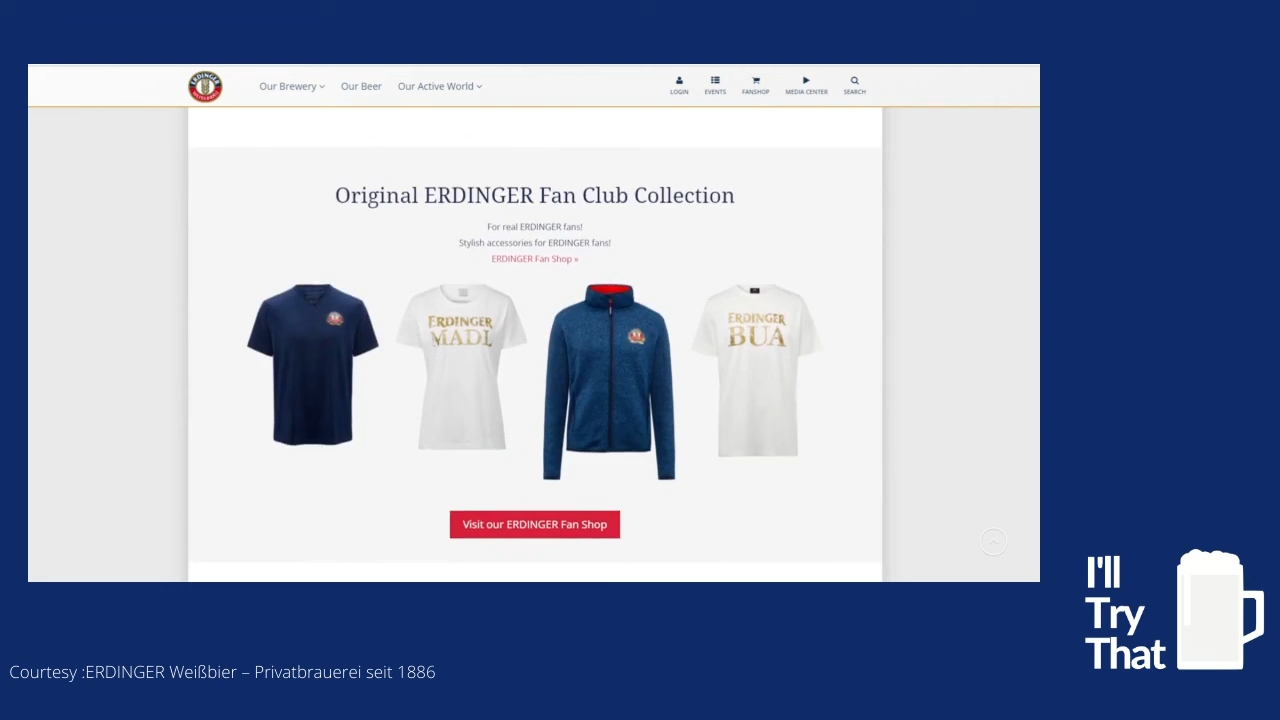 ERDINGER
Our Brewery
Our Beer
Our Active World
LOGIN
EVENTS
FANSHOP
MEDIA CENTER
SEARCH
Original ERDINGER Fan Club Collection
For real ERDINGER fans!
Stylish accessories for ERDINGER fans!
ERDINGER Fan Shop »
ERDINGER
MADL
ERDINGER
BUA
Visit our ERDINGER Fan Shop
I'll
Try
That
Courtesy :ERDINGER Weißbier – Privatbrauerei seit 1886